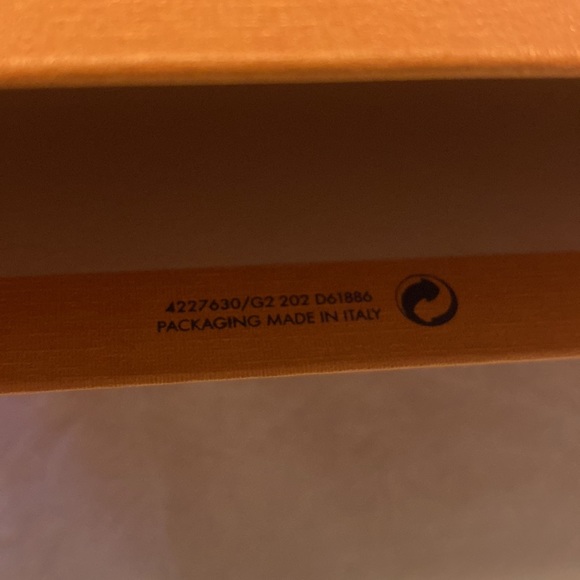 4227630/G2 202 D61886
PACKAGING MADE IN ITALY